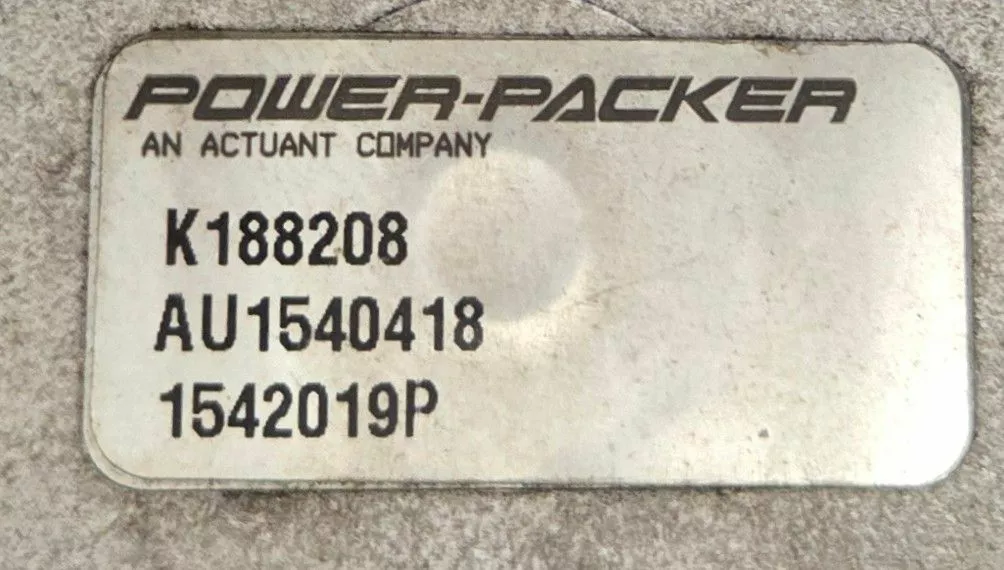 POWER-PACKER
AN ACTUANT COMPANY
K188208
AU1540418
1542019P